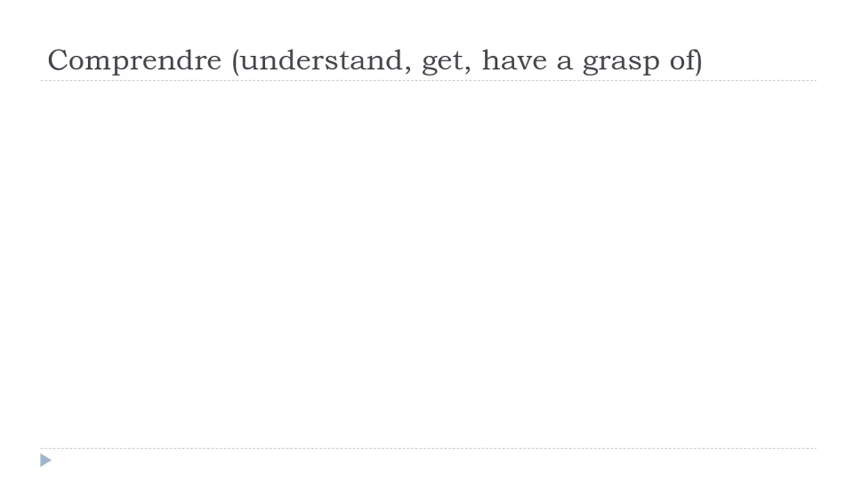 Comprendre (understand, get, have a grasp of)